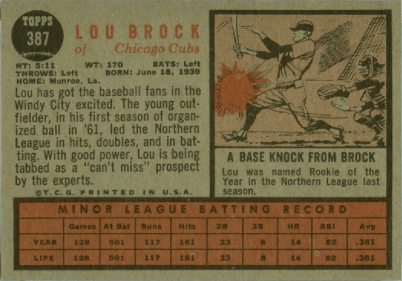 TOPPS
387
LOU BROCK
of Chicago Cubs
HT: 5:11 WT: 170 BATS: Left
THROWS: Left BORN: June 18, 1939
HOME: Monroe, La.
Lou has got the baseball fans in the
Windy City excited. The young out-
fielder, in his first season of organ-
ized ball in '61, led the Northern
League in hits, doubles, and in bat-
ting. With good power, Lou is being
tabbed as a "can't miss" prospect
by the experts.
©T.C.G. PRINTED IN U.S.A.
A BASE KNOCK FROM BROCK
Lou was named Rookie of the
Year in the Northern League last
season.
MINOR LEAGUE BATTING RECORD
Games At Bat Runs Hits 2B 3B HR RBI Avg.
YEAR 128 501 117 181 33 6 14 82 .361
LIFE 128 501 117 181 33 6 14 82 .361